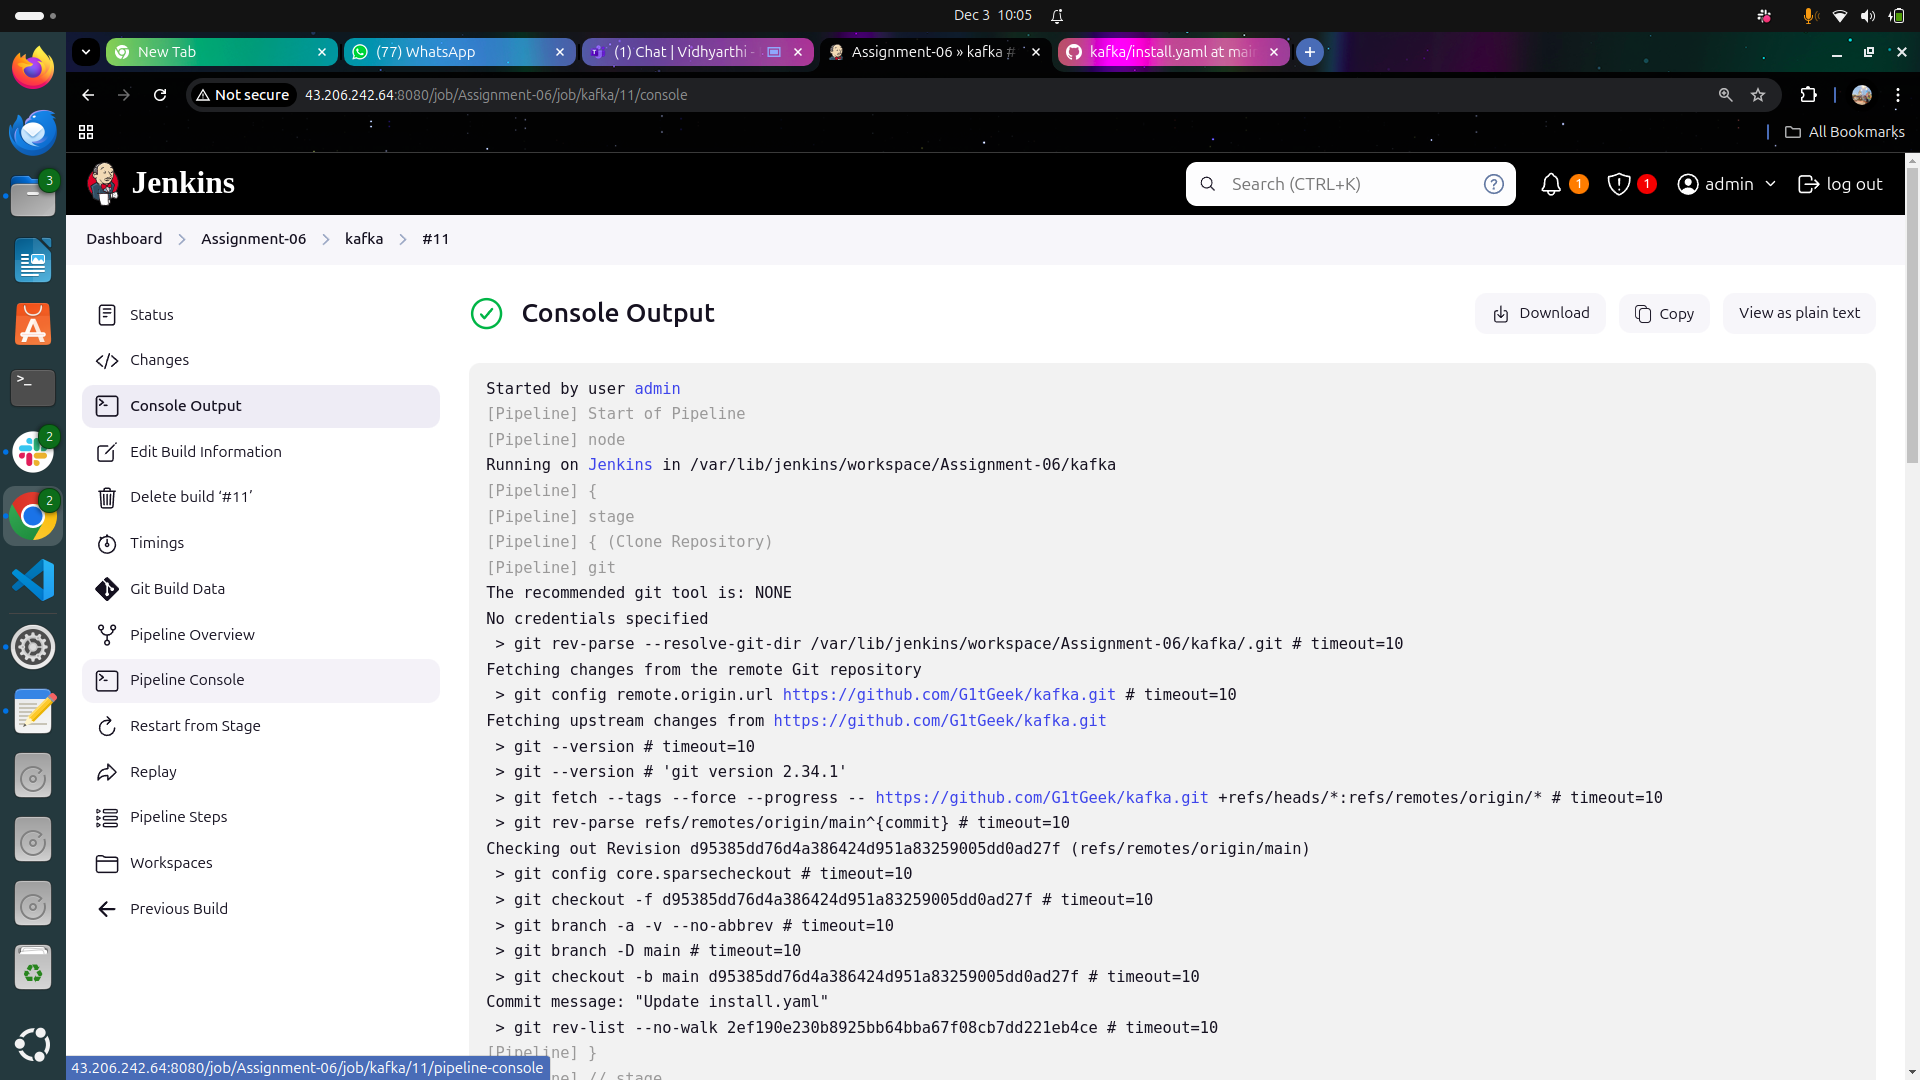 Dec 3 10:05
New Tab
(77) WhatsApp
(1) Chat | Vidhyarthi -
Assignment-06 » kafka #
kafka/install.yaml at mai
Not secure
43.206.242.64:8080/job/Assignment-06/job/kafka/11/console
All Bookmarks
Jenkins
Search (CTRL+K)
?
1
1
admin
log out
Dashboard
Assignment-06
kafka
#11
3
2
2
Status
Changes
Console Output
Edit Build Information
Delete build ‘#11’
Timings
Git Build Data
Pipeline Overview
Pipeline Console
Restart from Stage
Replay
Pipeline Steps
Workspaces
Previous Build
Console Output
Download
Copy
View as plain text
Started by user admin
[Pipeline] Start of Pipeline
[Pipeline] node
Running on Jenkins in /var/lib/jenkins/workspace/Assignment-06/kafka
[Pipeline] {
[Pipeline] stage
[Pipeline] { (Clone Repository)
[Pipeline] git
The recommended git tool is: NONE
No credentials specified
> git rev-parse --resolve-git-dir /var/lib/jenkins/workspace/Assignment-06/kafka/.git # timeout=10
Fetching changes from the remote Git repository
> git config remote.origin.url https://github.com/G1tGeek/kafka.git # timeout=10
Fetching upstream changes from https://github.com/G1tGeek/kafka.git
> git --version # timeout=10
> git --version # 'git version 2.34.1'
> git fetch --tags --force --progress -- https://github.com/G1tGeek/kafka.git +refs/heads/*:refs/remotes/origin/* # timeout=10
> git rev-parse refs/remotes/origin/main^{commit} # timeout=10
Checking out Revision d95385dd76d4a386424d951a83259005dd0ad27f (refs/remotes/origin/main)
> git config core.sparsecheckout # timeout=10
> git checkout -f d95385dd76d4a386424d951a83259005dd0ad27f # timeout=10
> git branch -a -v --no-abbrev # timeout=10
> git branch -D main # timeout=10
> git checkout -b main d95385dd76d4a386424d951a83259005dd0ad27f # timeout=10
Commit message: "Update install.yaml"
> git rev-list --no-walk 2ef190e230b8925bb64bba67f08cb7dd221eb4ce # timeout=10
[Pipeline] }
// stage
43.206.242.64:8080/job/Assignment-06/job/kafka/11/pipeline-console